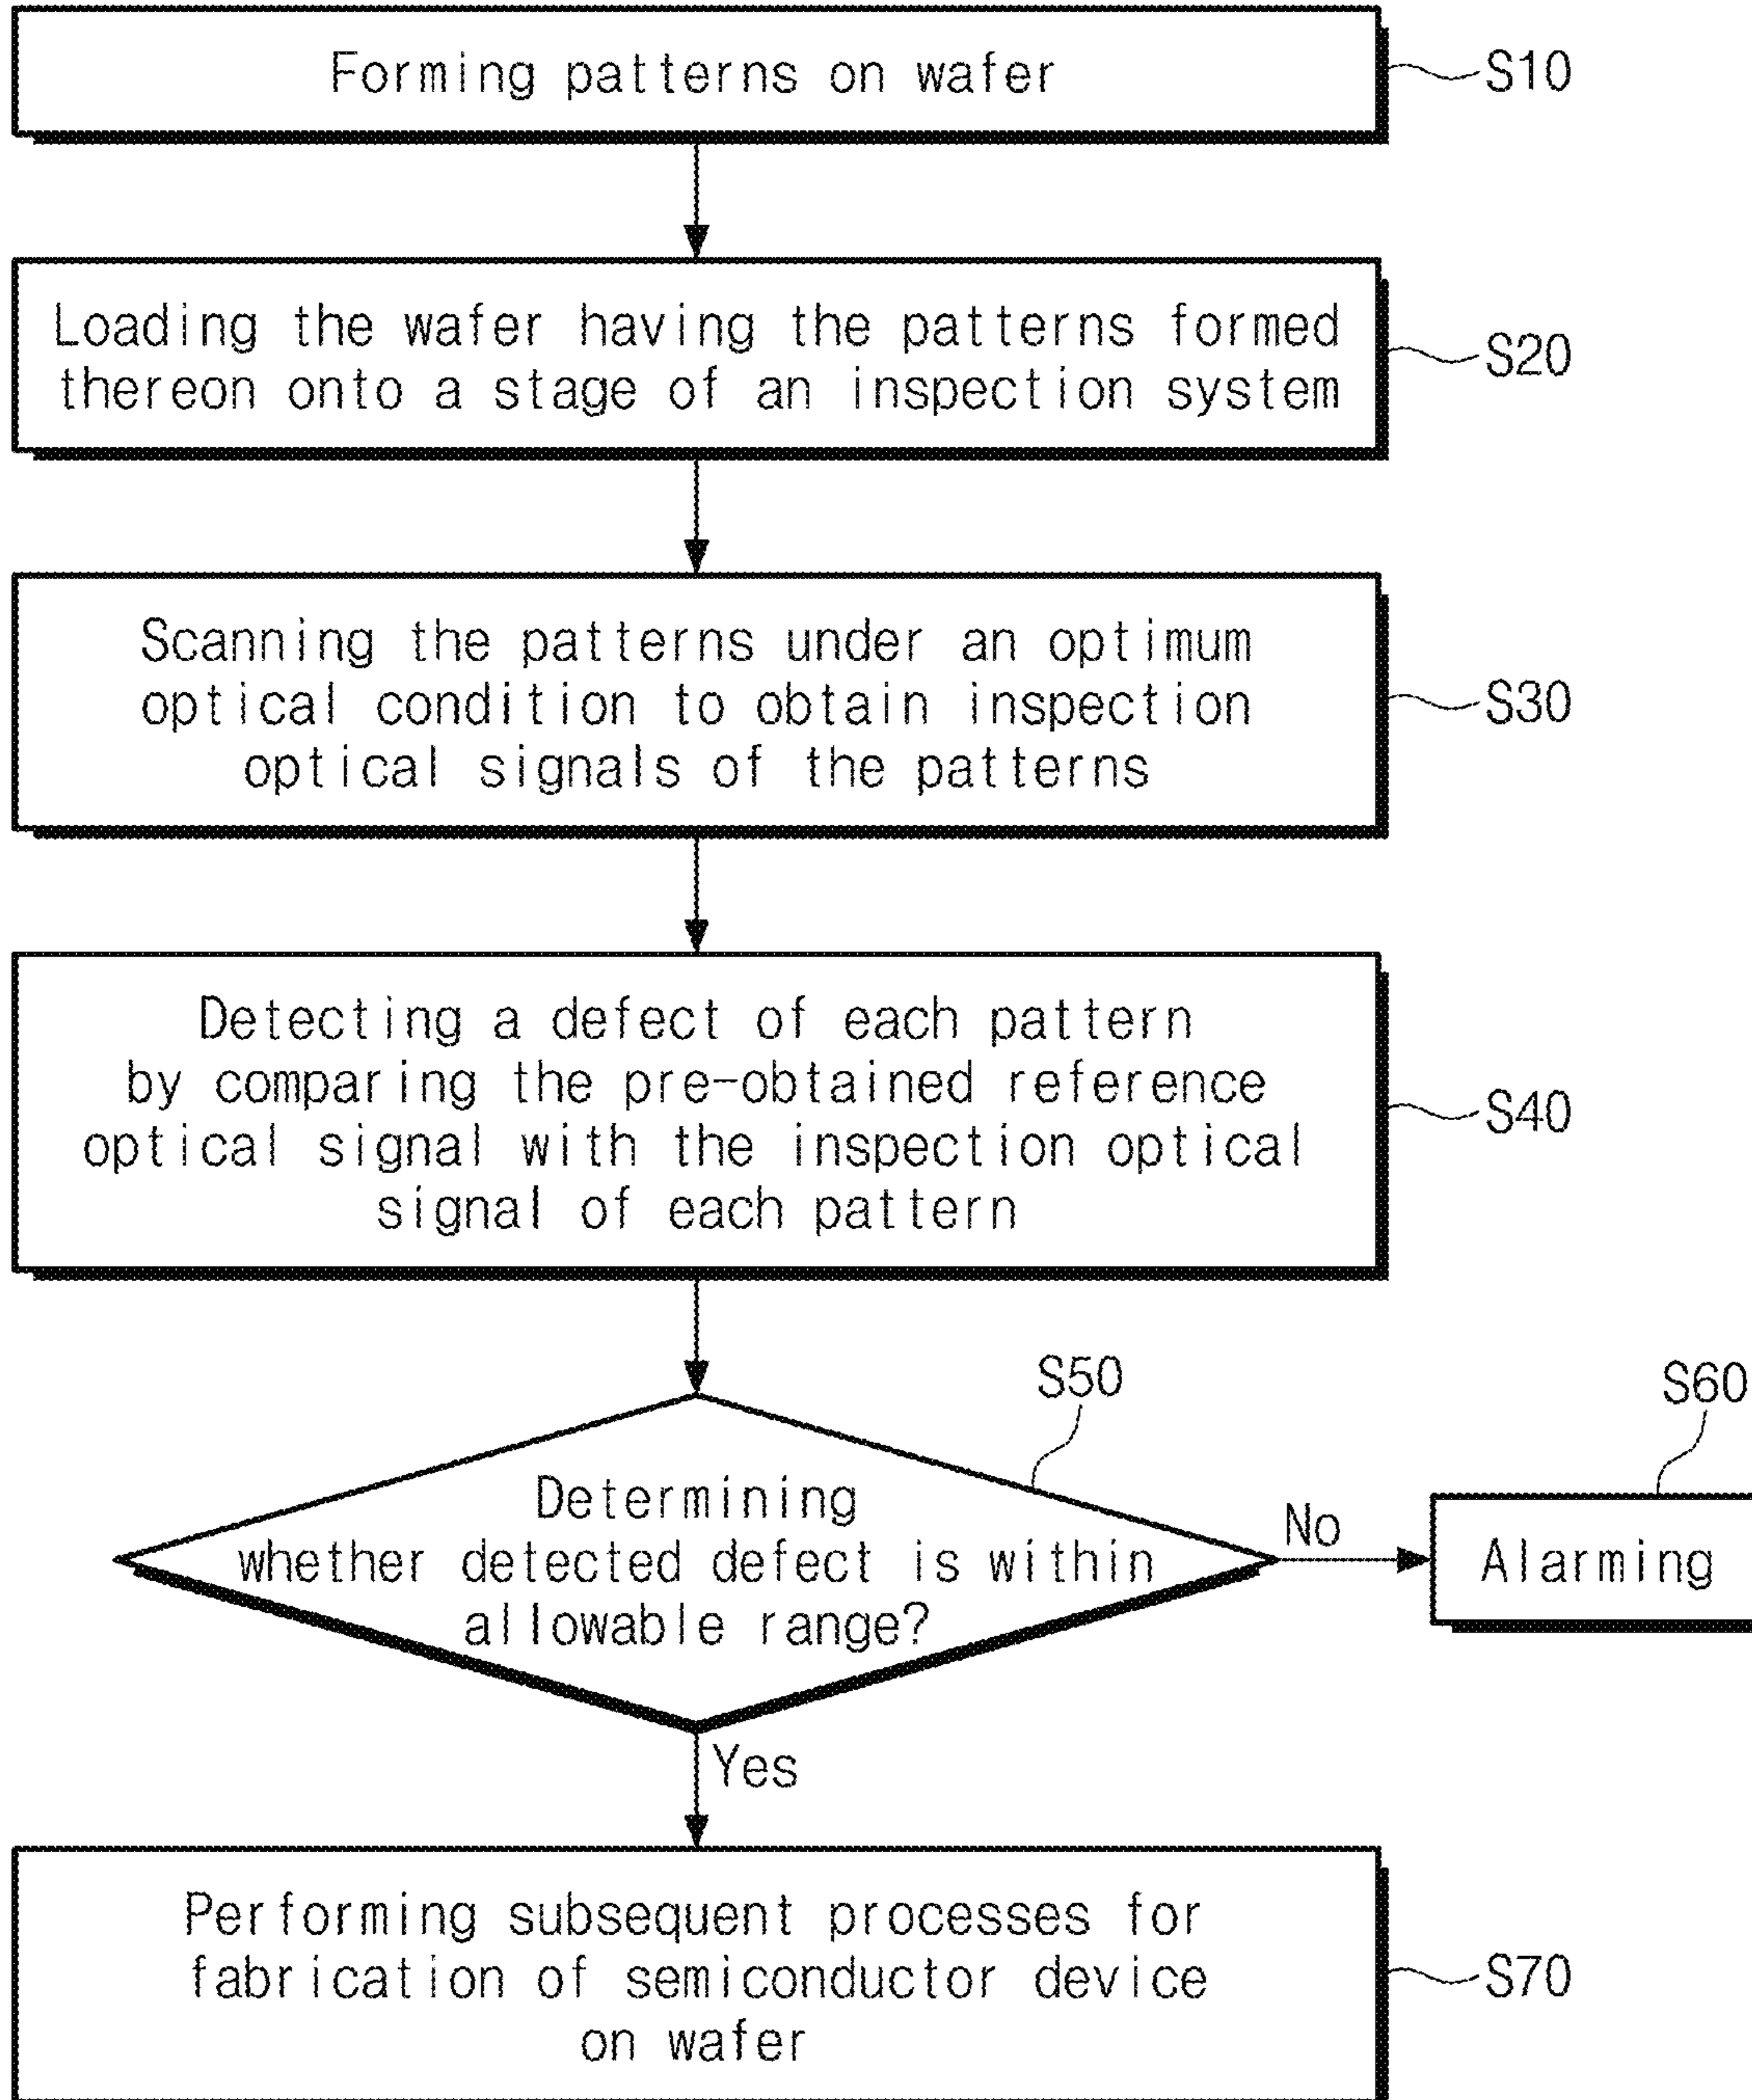 Forming patterns on wafer
S10
Loading the wafer having the patterns formed
thereon onto a stage of an inspection system
S20
Scanning the patterns under an optimum
optical condition to obtain inspection
optical signals of the patterns
S30
Detecting a defect of each pattern
by comparing the pre-obtained reference
optical signal with the inspection optical
signal of each pattern
S40
S50
Determining
whether detected defect is within
allowable range?
No
S60
Alarming
Yes
Performing subsequent processes for
fabrication of semiconductor device
on wafer
S70